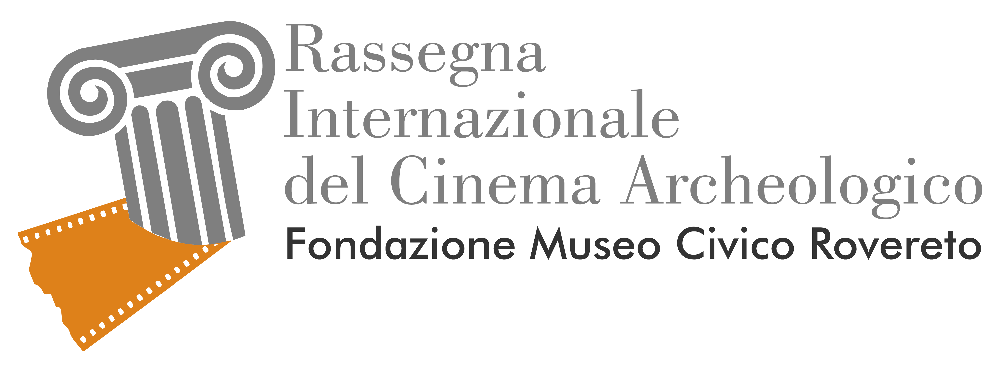 Rassegna
Internazionale
del Cinema Archeologico
Fondazione Museo Civico Rovereto